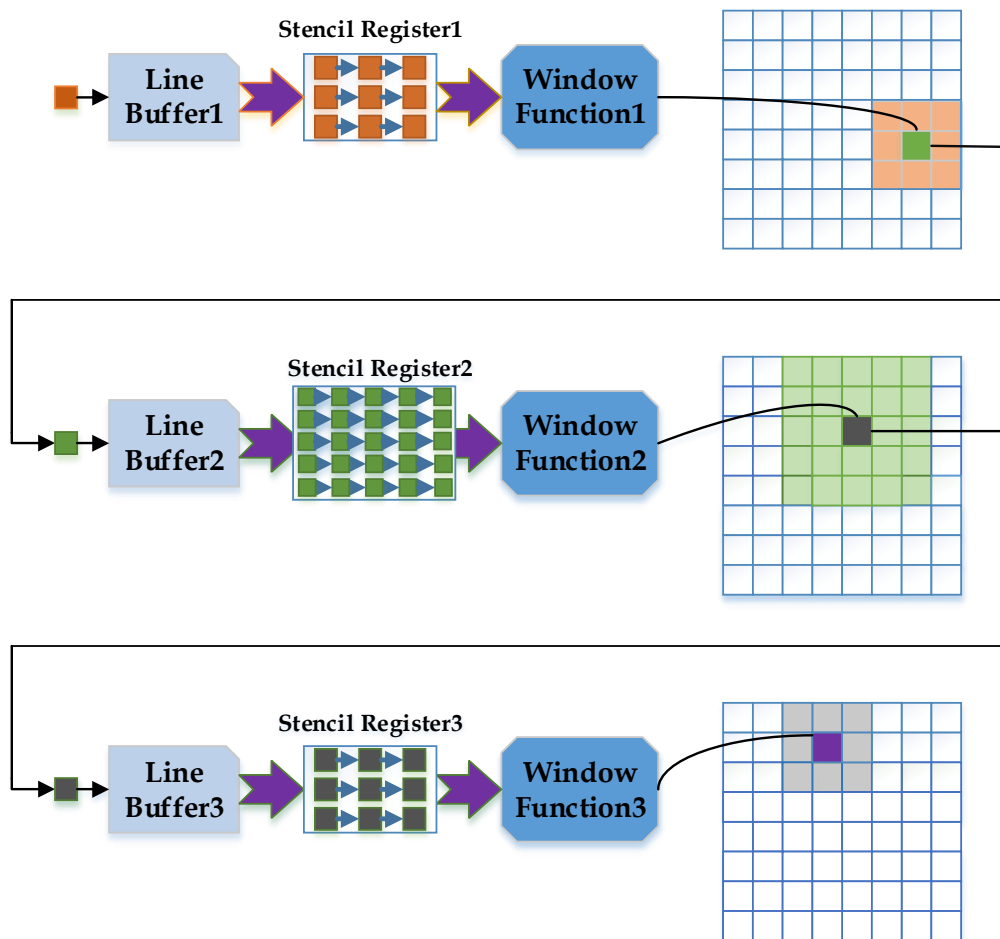 Stencil Register1
Line
Buffer1
Window
Function1
Stencil Register2
Line
Buffer2
Window
Function2
Stencil Register3
Line
Buffer3
Window
Function3